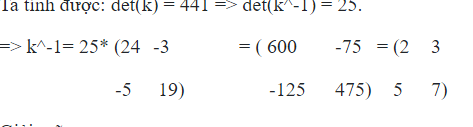 Ta tính được: det(k) = 441 => det(k^-1) = 25.
=> k^-1= 25* (24 -3 = ( 600 -75 = (2 3
-5 19) -125 475) 5 7)